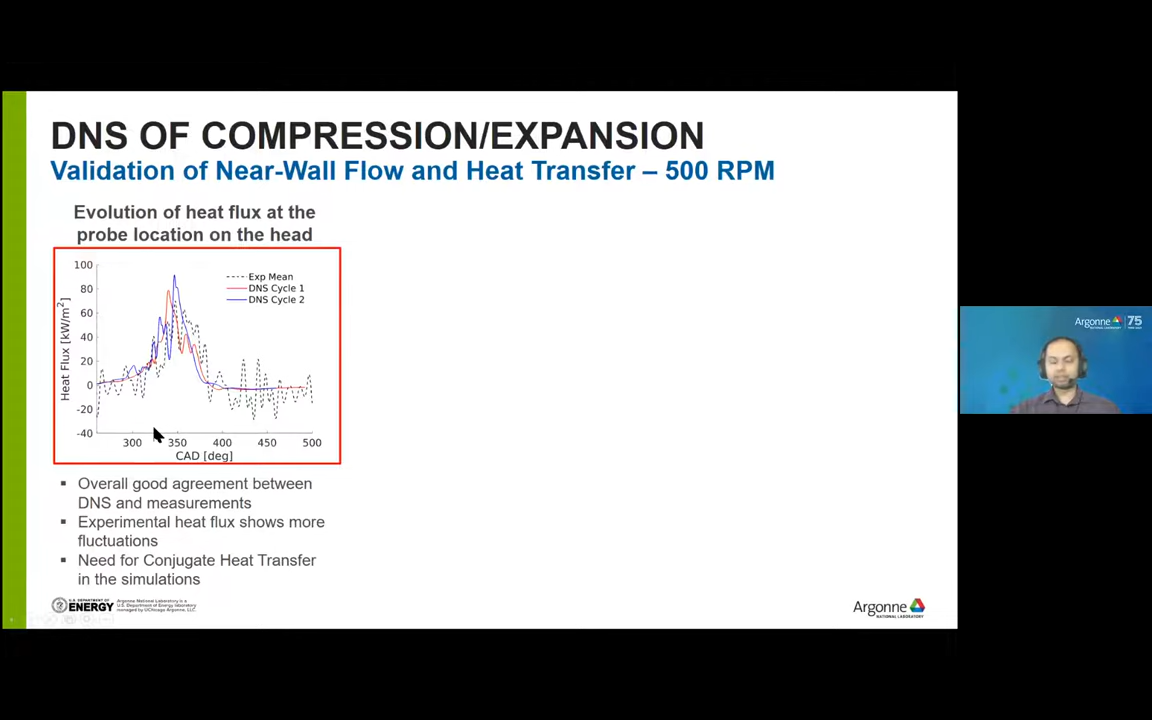 DNS OF COMPRESSION/EXPANSION
Validation of Near-Wall Flow and Heat Transfer – 500 RPM
Evolution of heat flux at the
probe location on the head
100
80
60
40
20
0
-20
-40
Heat Flux [kW/m²]
Exp Mean
DNS Cycle 1
DNS Cycle 2
300 350 400 450 500
CAD [deg]
▪ Overall good agreement between
DNS and measurements
▪ Experimental heat flux shows more
fluctuations
▪ Need for Conjugate Heat Transfer
in the simulations
U.S. DEPARTMENT OF
ENERGY
Argonne National Laboratory is a
U.S. Department of Energy laboratory
managed by UChicago Argonne, LLC
Argonne
NATIONAL LABORATORY
Argonne 75
NATIONAL LABORATORY